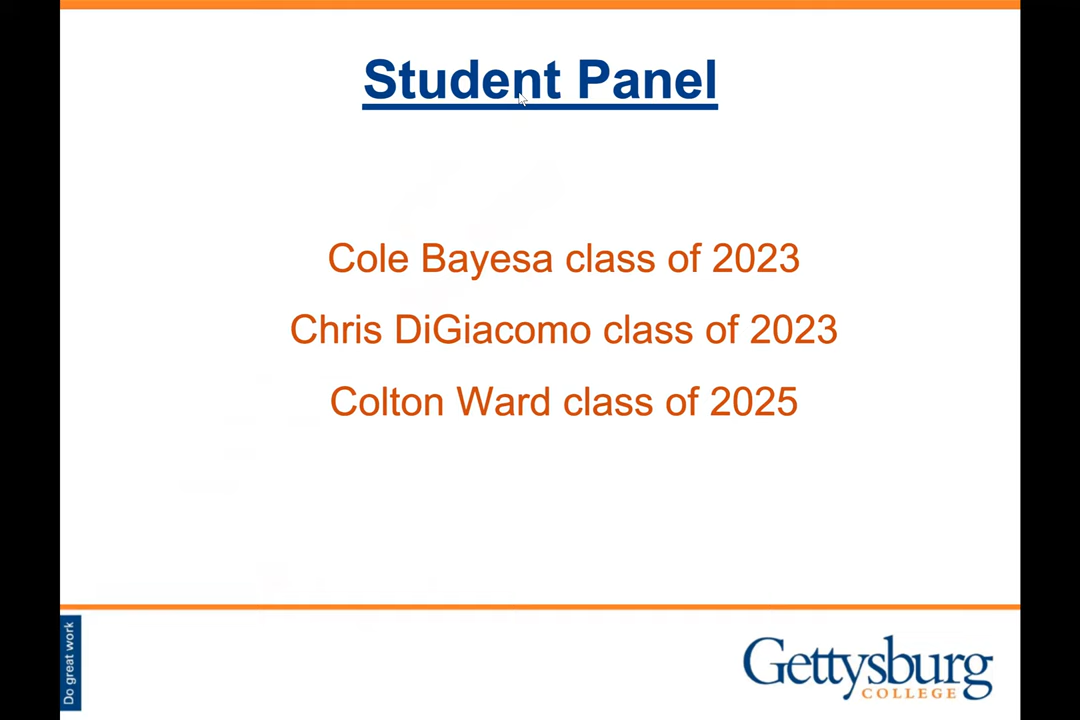 Student Panel
Cole Bayesa class of 2023
Chris DiGiacomo class of 2023
Colton Ward class of 2025
Do great work
Gettysburg
COLLEGE